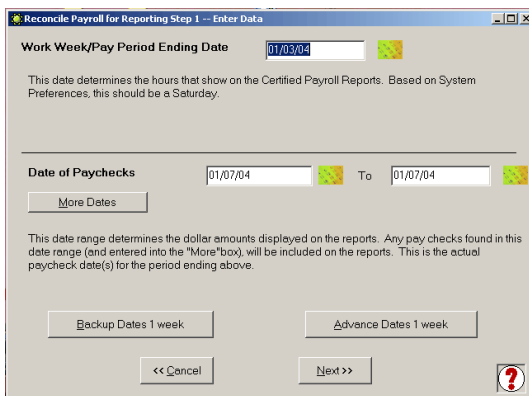 Reconcile Payroll for Reporting Step 1 -- Enter Data
Work Week/Pay Period Ending Date 01/03/04
This date determines the hours that show on the Certified Payroll Reports. Based on System
Preferences, this should be a Saturday.
Date of Paychecks 01/07/04 To 01/07/04
More Dates
This date range determines the dollar amounts displayed on the reports. Any pay checks found in this
date range (and entered into the "More"box), will be included on the reports. This is the actual
paycheck date(s) for the period ending above.
Backup Dates 1 week Advance Dates 1 week
<< Cancel Next >>
?